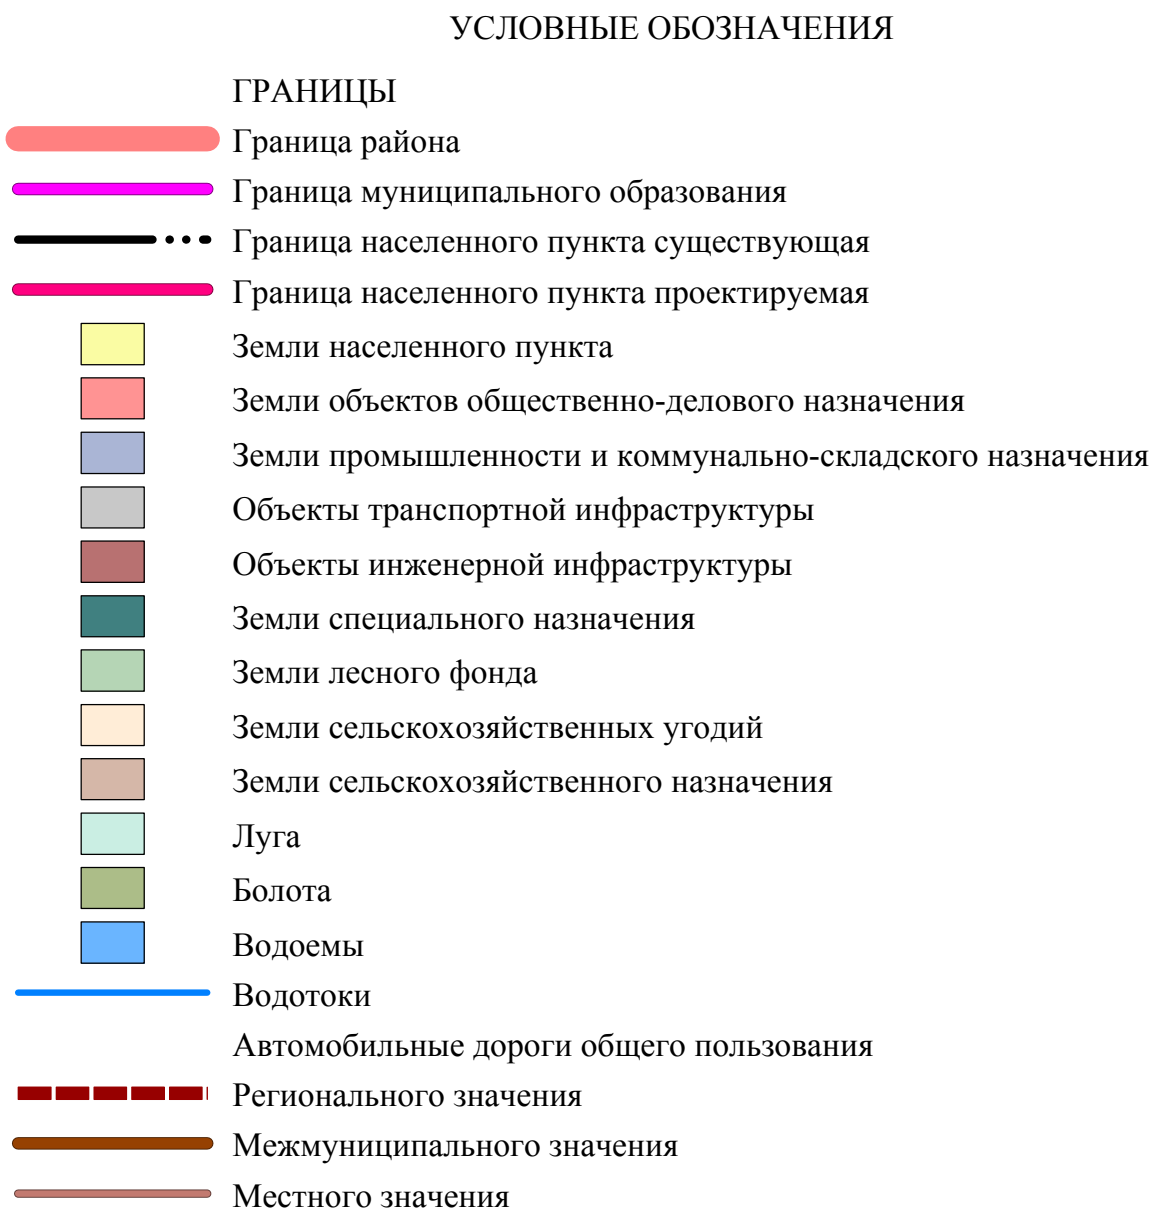 УСЛОВНЫЕ ОБОЗНАЧЕНИЯ
ГРАНИЦЫ
Граница района
Граница муниципального образования
Граница населенного пункта существующая
Граница населенного пункта проектируемая
Земли населенного пункта
Земли объектов общественно-делового назначения
Земли промышленности и коммунально-складского назначения
Объекты транспортной инфраструктуры
Объекты инженерной инфраструктуры
Земли специального назначения
Земли лесного фонда
Земли сельскохозяйственных угодий
Земли сельскохозяйственного назначения
Луга
Болота
Водоемы
Водотоки
Автомобильные дороги общего пользования
Регионального значения
Межмуниципального значения
Местного значения